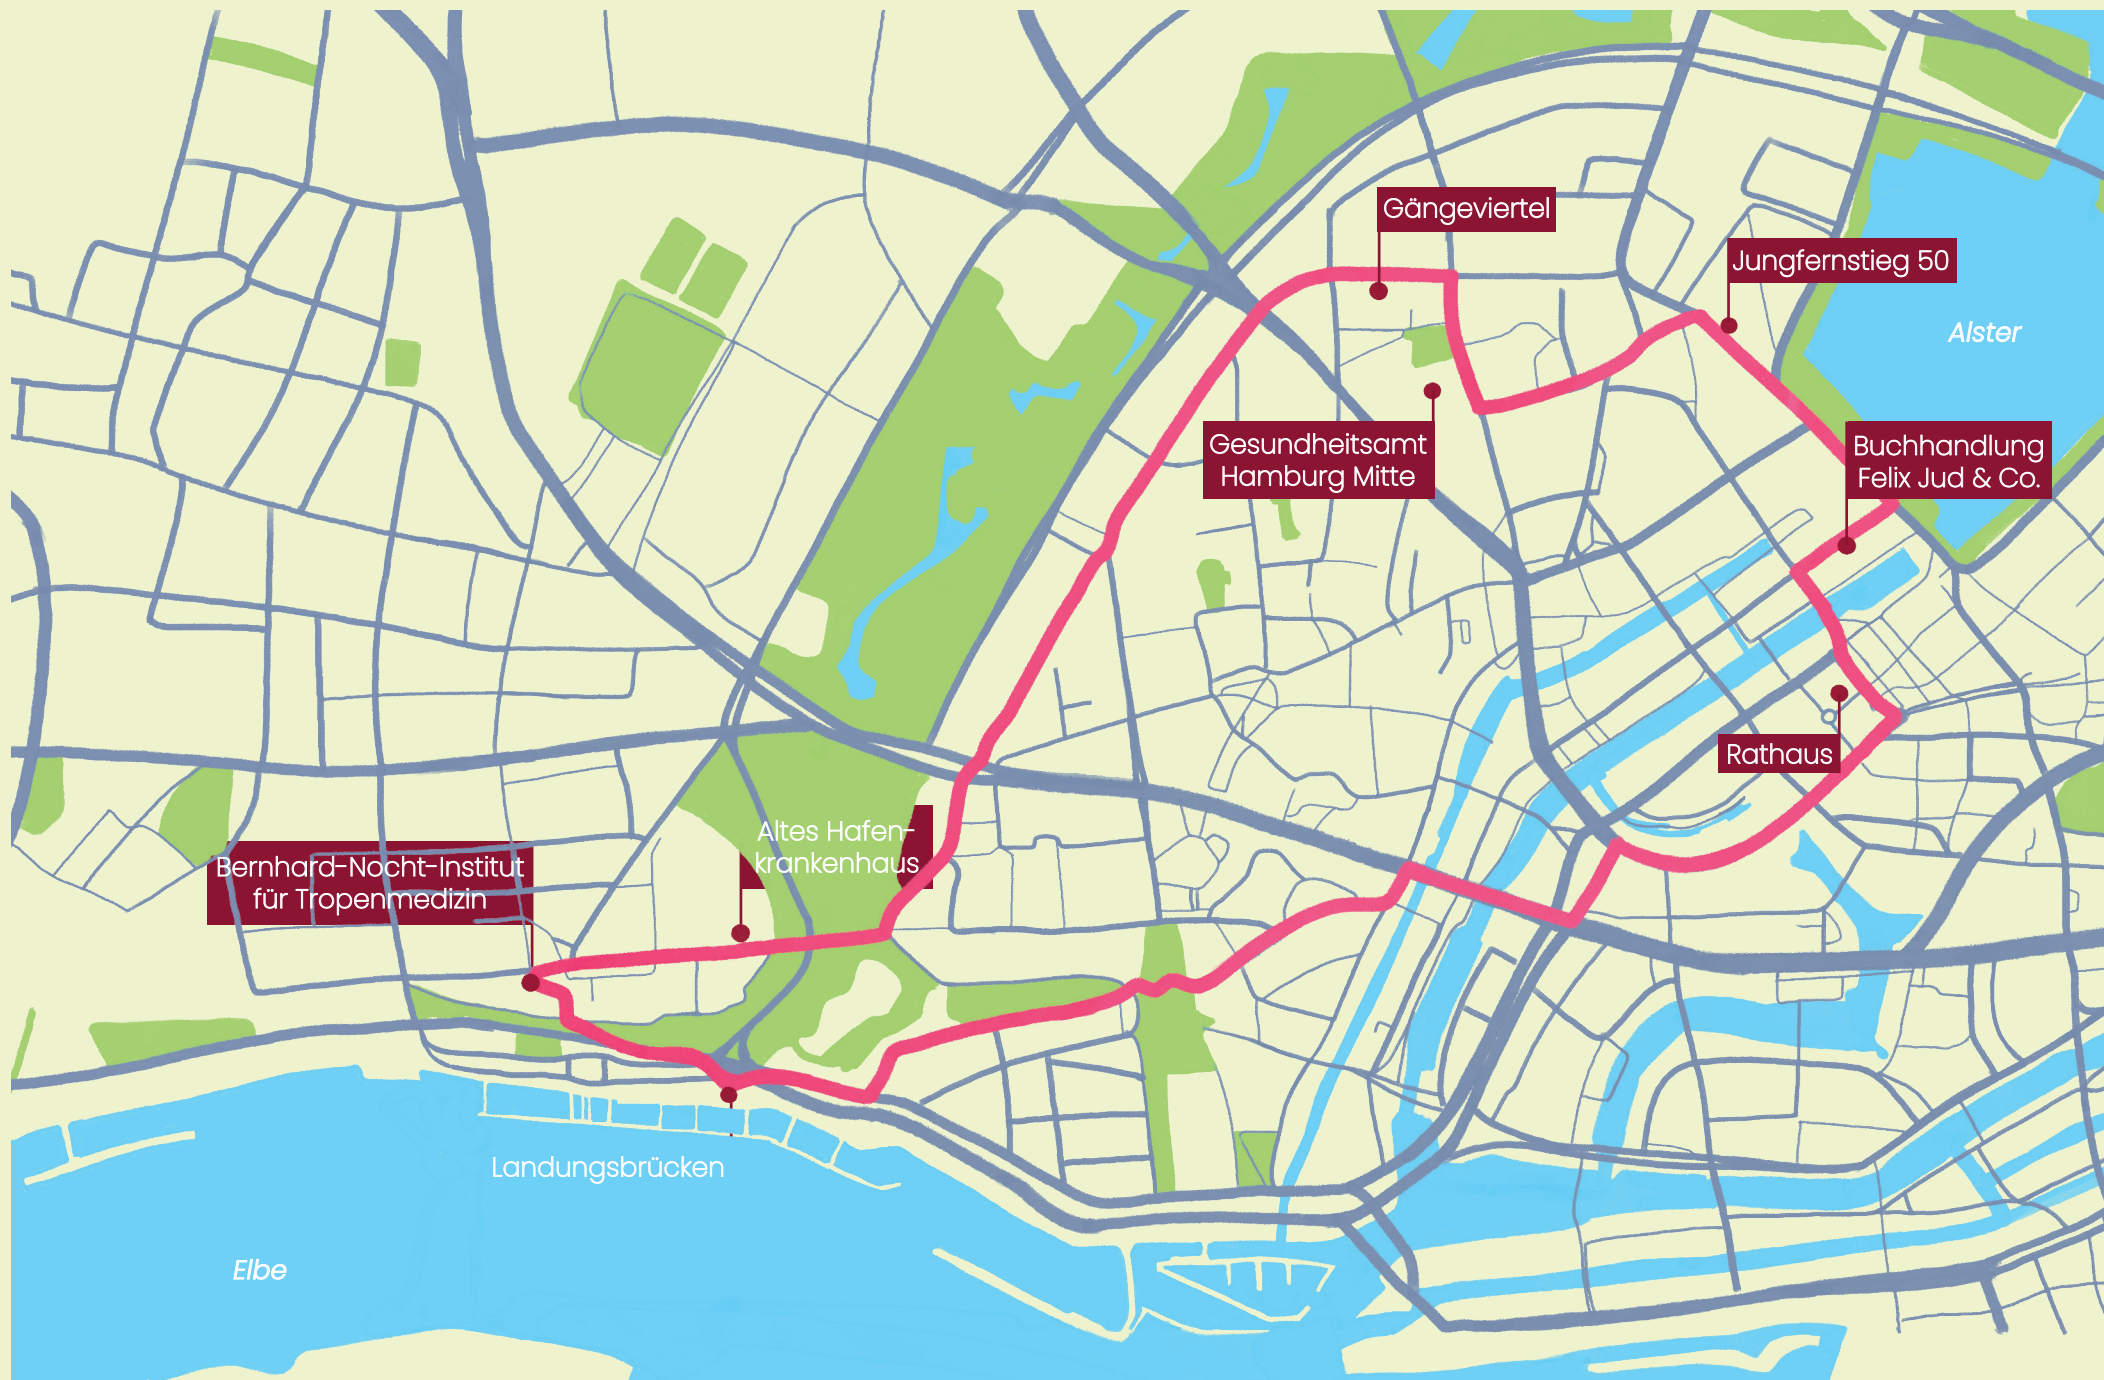 Gängeviertel
Jungfernstieg 50
Alster
Gesundheitsamt
Hamburg Mitte
Buchhandlung
Felix Jud & Co.
Rathaus
Altes Hafen-
krankenhaus
Bernhard-Nocht-Institut
für Tropenmedizin
Landungsbrücken
Elbe